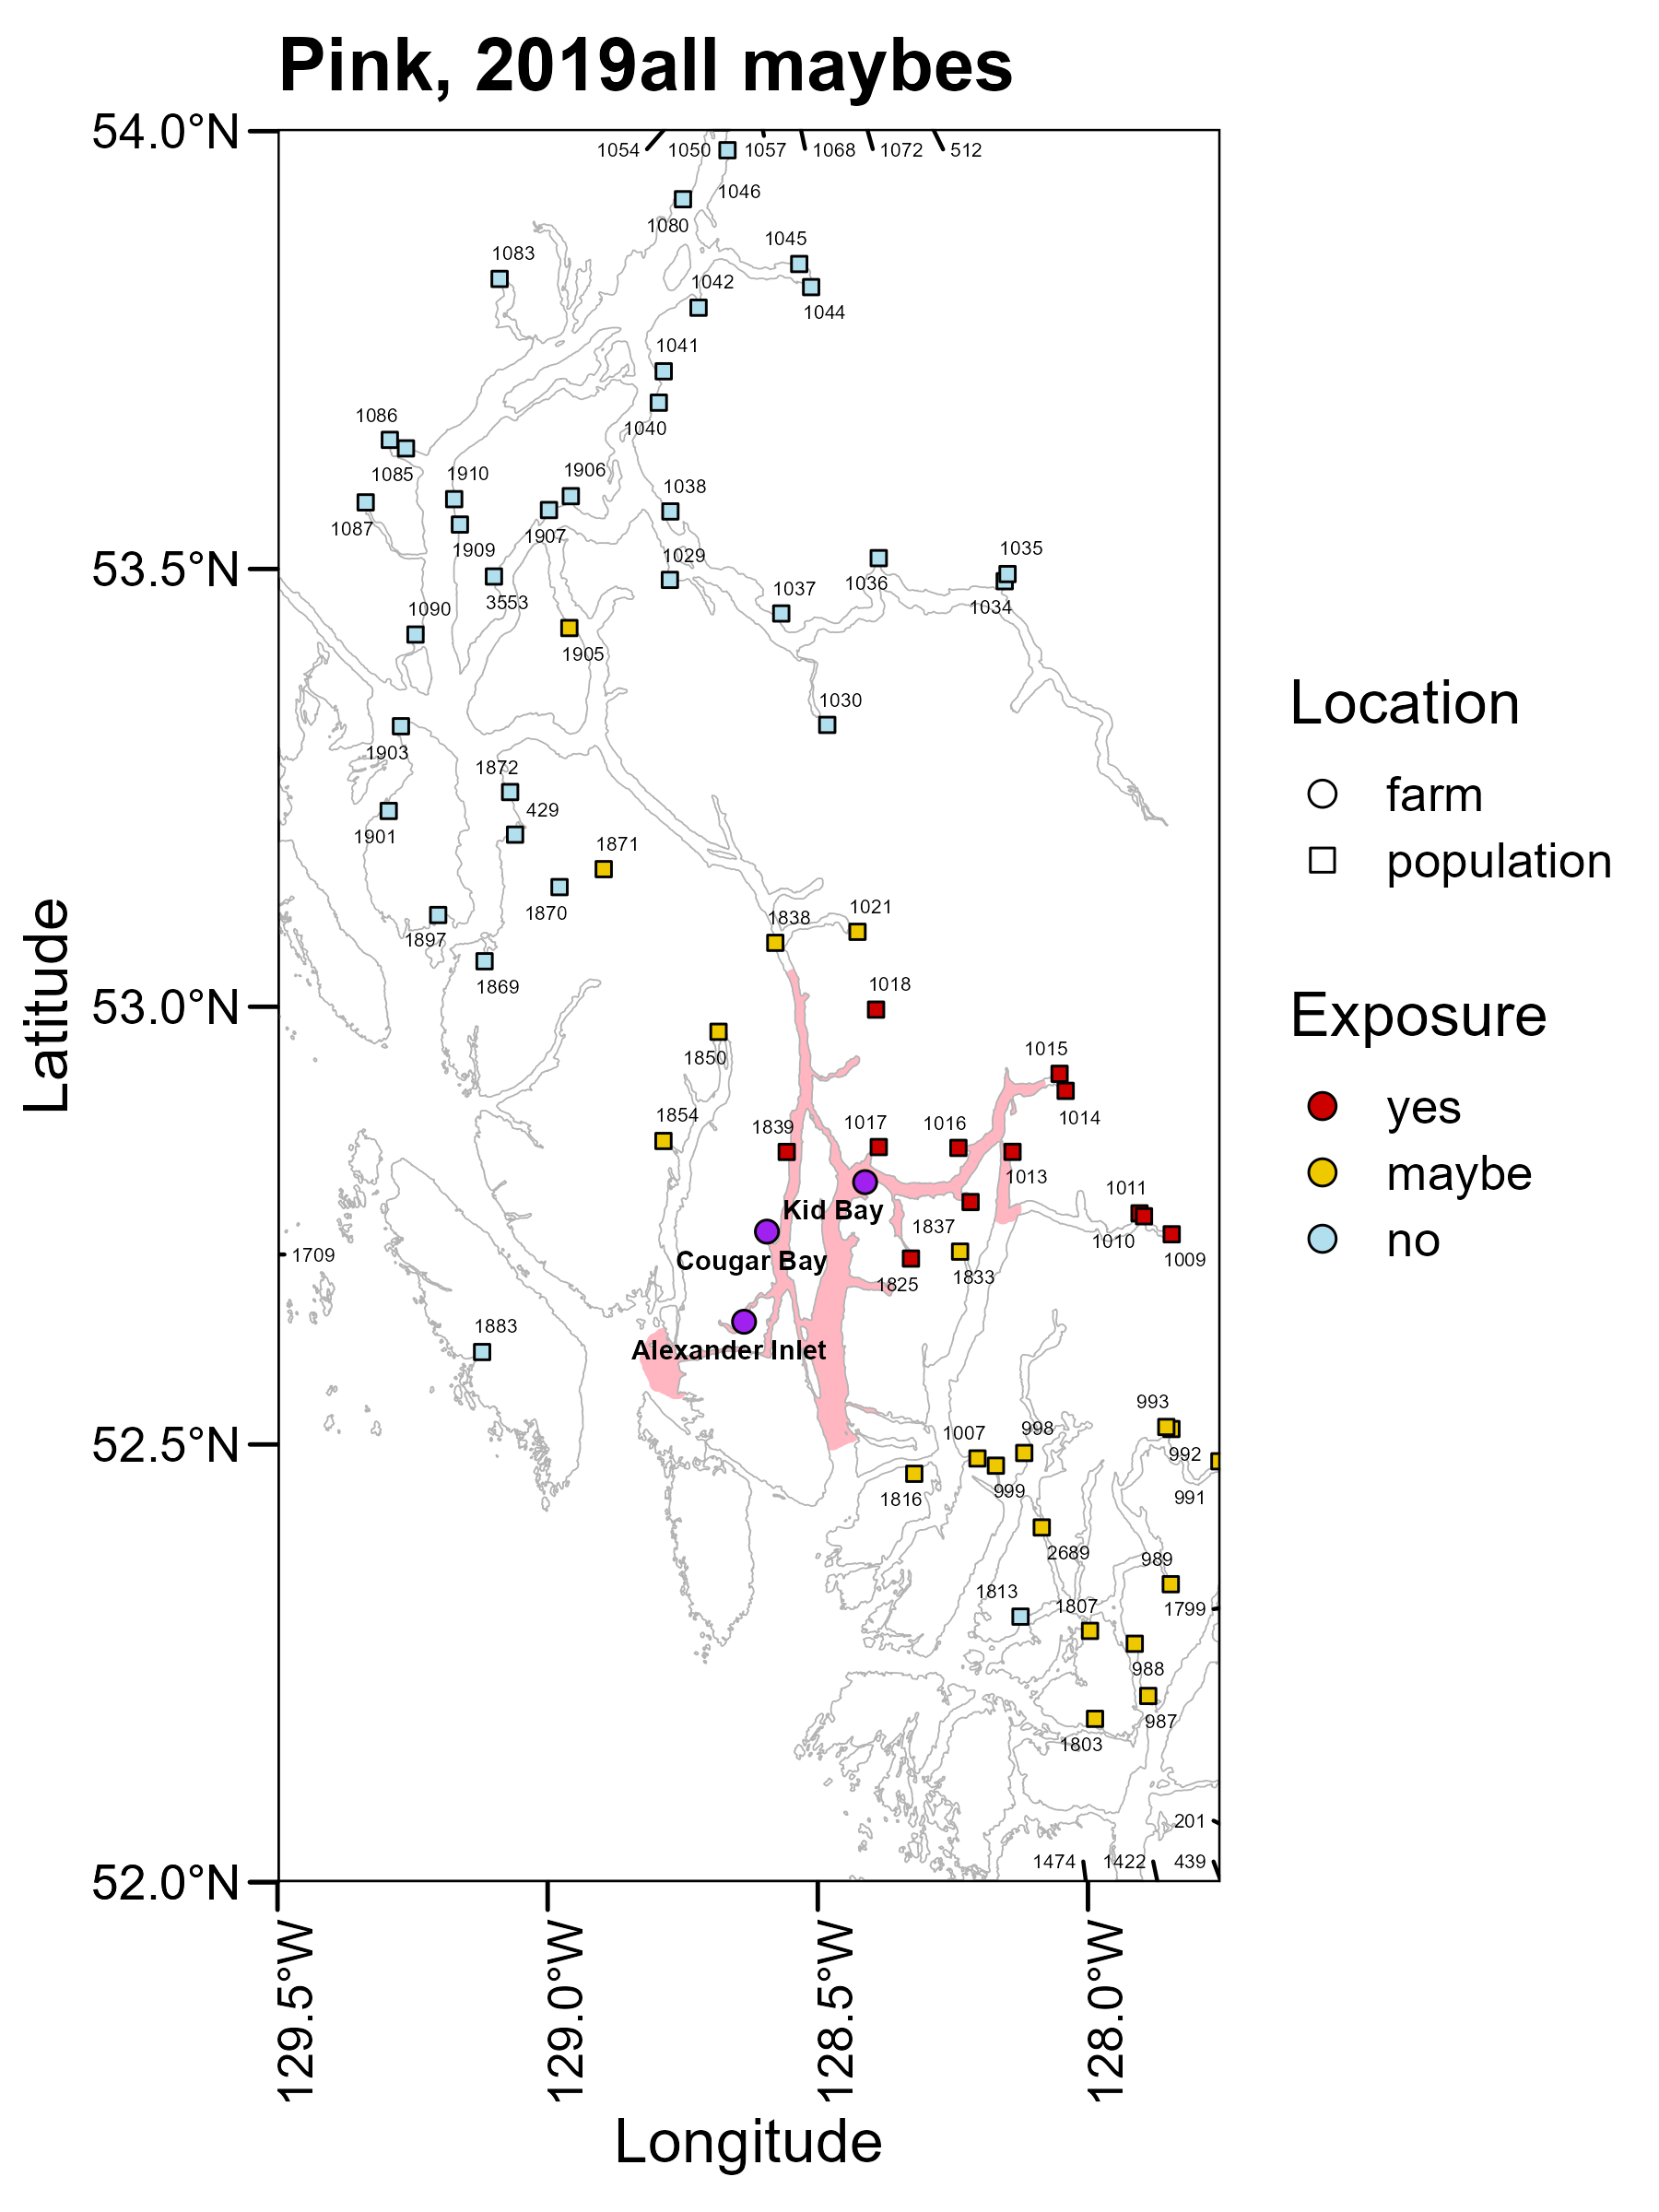 Pink, 2019all maybes
54.0°N
1054 1050 1057 1068 1072 512
1046
1080
1045
1083
1042
1044
1041
1086
1040
1085 1910 1906
1038
1087 1907
1909
53.5°N
1029 1035
1036
1037
3553 1034
1090
1905
1030
1903
1872
429
1901
1871
1021
1870 1838
1897
1869 1018
53.0°N
1015
1850
1854 1014
1839 1017 1016
1013
1011
Kid Bay 1837
1010
1709 Cougar Bay 1009
1825 1833
1883
Alexander Inlet
993
1007 998
52.5°N
992
999 991
1816
2689 989
1813
1807 1799
988
987
1803
201
1474 1422 439
52.0°N
129.5°W
129.0°W
128.5°W
128.0°W
Longitude
Latitude
Location
farm
population
Exposure
yes
maybe
no